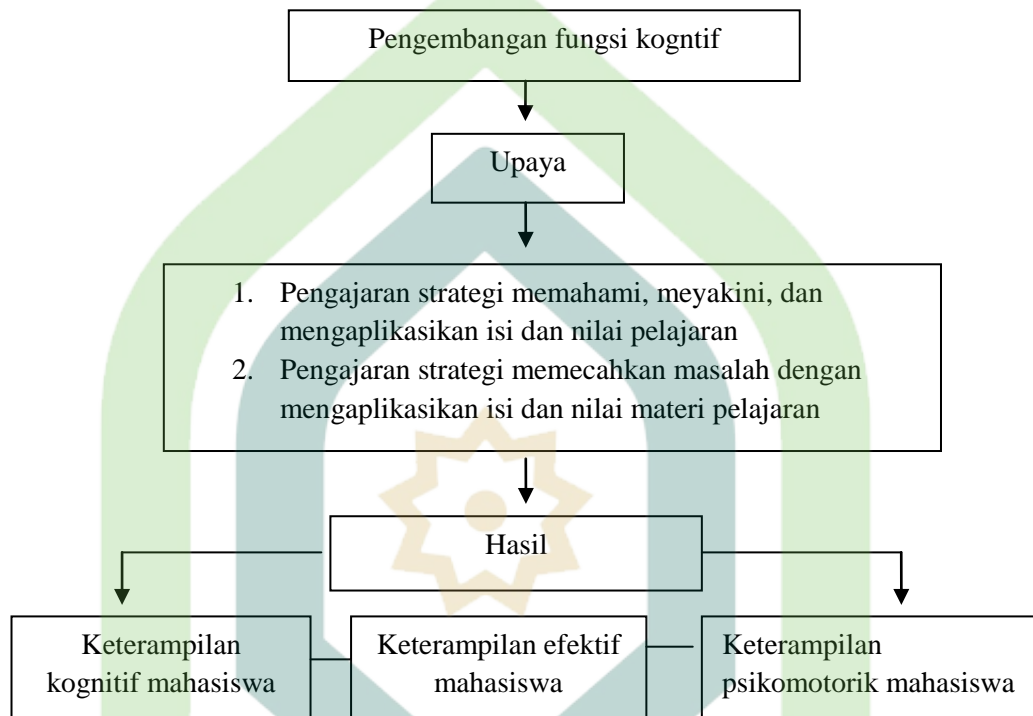 Pengembangan fungsi kogntif
Upaya
1. Pengajaran strategi memahami, meyakini, dan
mengaplikasikan isi dan nilai pelajaran
2. Pengajaran strategi memecahkan masalah dengan
mengaplikasikan isi dan nilai materi pelajaran
Hasil
Keterampilan
kognitif mahasiswa
Keterampilan efektif
mahasiswa
Keterampilan
psikomotorik mahasiswa